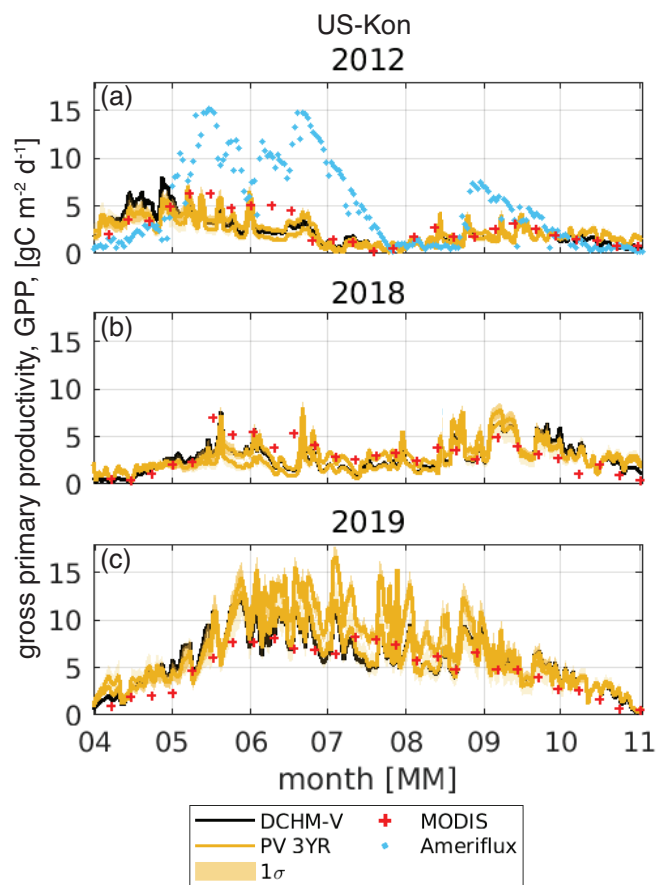 US-Kon
2012
(a)
15
10
5
0
2018
(b)
15
10
5
0
gross primary productivity, GPP, [gC m⁻² d⁻¹]
2019
(c)
15
10
5
0
04 05 06 07 08 09 10 11
month [MM]
DCHM-V
MODIS
PV 3YR
Ameriflux
1σ